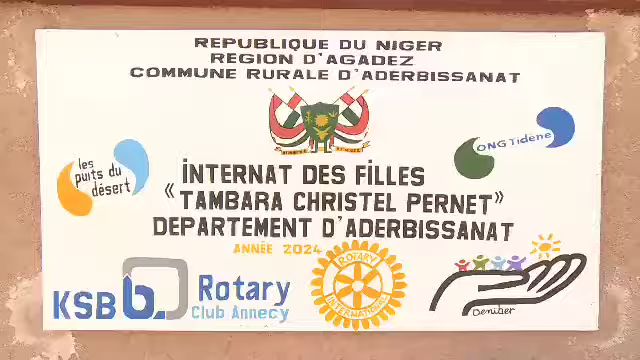 REPUBLIQUE DU NIGER
REGION D'AGADEZ
COMMUNE RURALE D'ADERBISSANAT
les
puits du
désert
ONG Tidene
INTERNAT DES FILLES
« TAMBARA CHRISTEL PERNET»
DEPARTEMENT D'ADERBISSANAT
ANNÉE 2024
KSB b.
Rotary
Club Annecy
ROTARY
INTERNATIONAL
Deniber